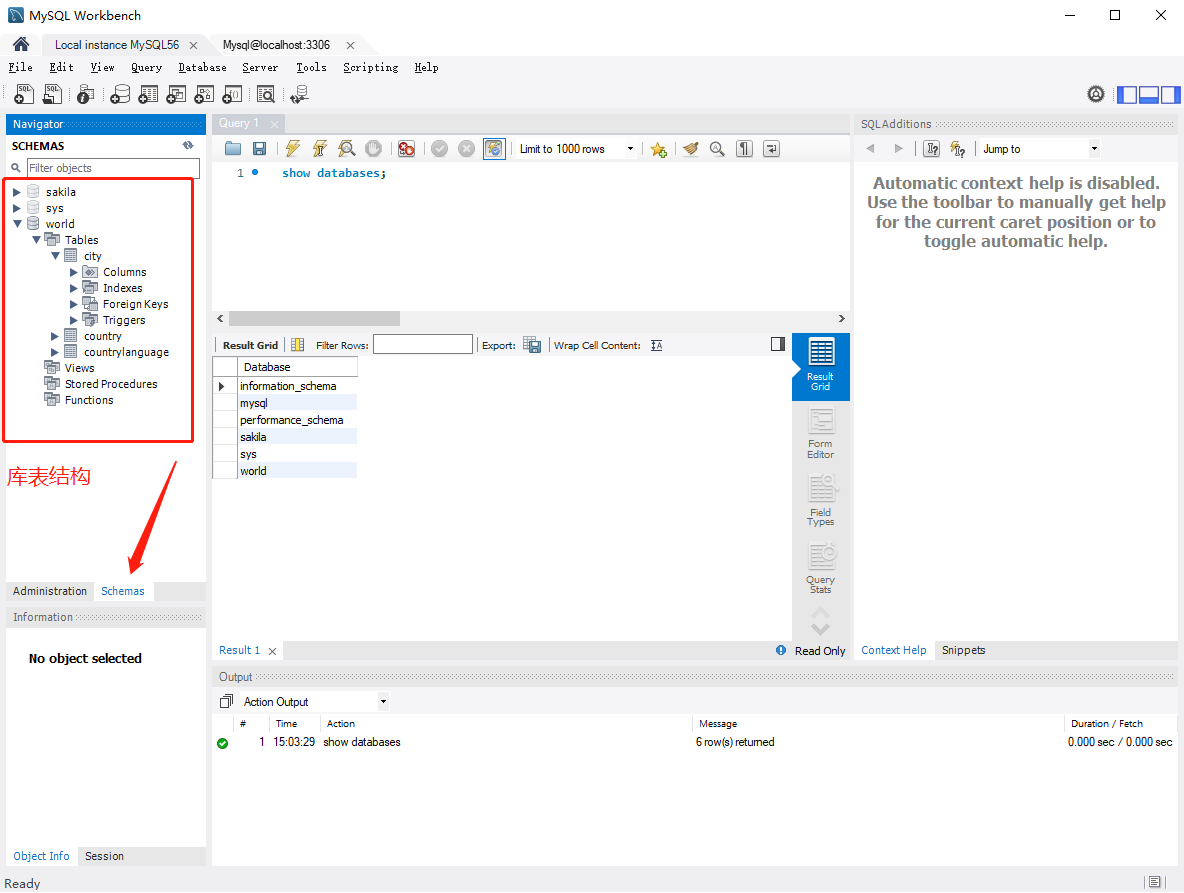 MySQL Workbench
Local instance MySQL56
Mysql@localhost:3306
File Edit View Query Database Server Tools Scripting Help
Navigator
SCHEMAS
Filter objects
sakila
sys
world
Tables
city
Columns
Indexes
Foreign Keys
Triggers
country
countrylanguage
Views
Stored Procedures
Functions
库表结构
Administration Schemas
Information
No object selected
Object Info Session
Query 1
Limit to 1000 rows
1 show databases;
Result Grid Filter Rows: Export: Wrap Cell Content:
Database
information_schema
mysql
performance_schema
sakila
sys
world
Result
Grid
Form
Editor
Field
Types
Query
Stats
Result 1
Read Only
SQLAdditions
Jump to
Automatic context help is disabled.
Use the toolbar to manually get help
for the current caret position or to
toggle automatic help.
Context Help Snippets
Output
Action Output
# Time Action Message Duration / Fetch
1 15:03:29 show databases 6 row(s) returned 0.000 sec / 0.000 sec
Ready